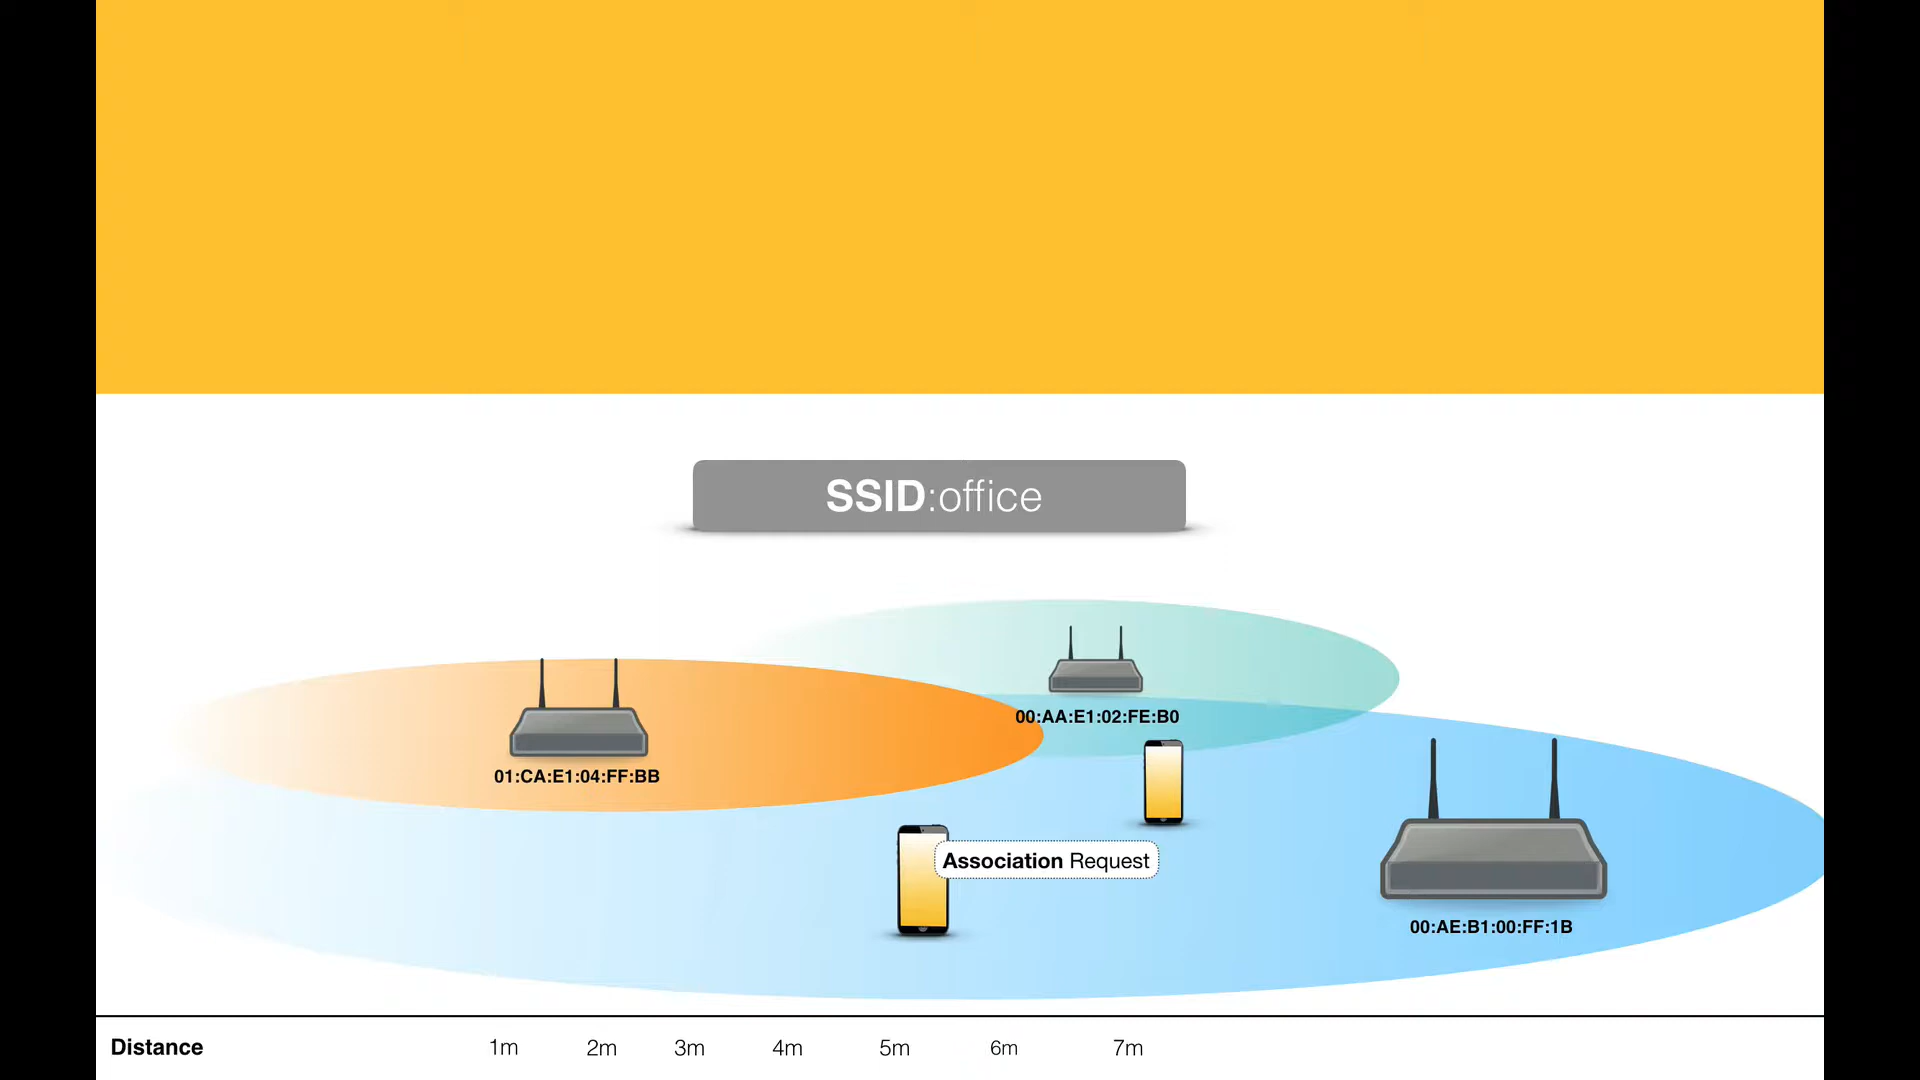 SSID:office
00:AA:E1:02:FE:B0
01:CA:E1:04:FF:BB
Association Request
00:AE:B1:00:FF:1B
Distance 1m 2m 3m 4m 5m 6m 7m